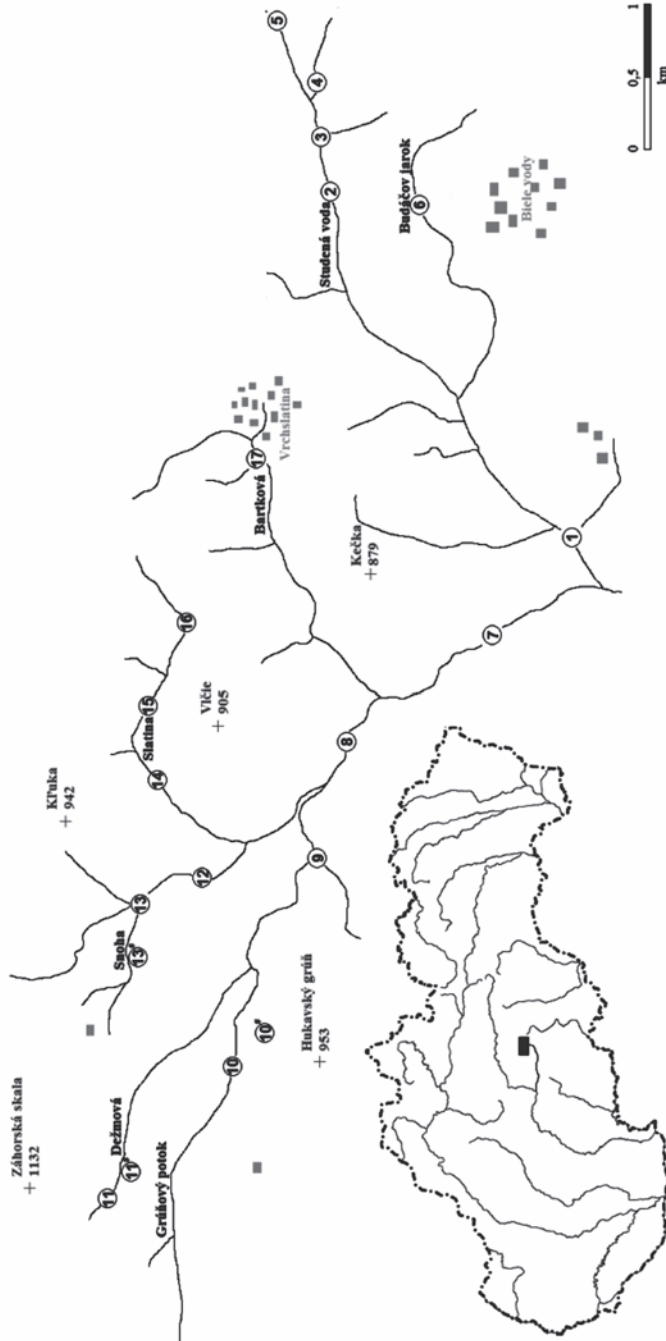 Záhorská skala
+ 1132
Kľuka
+ 942
Snoha
13
13'
12
Dežmová
11
11'
Grúňový potok
10
10'
Hukavský grúň
+ 953
9
Slatina
14
15
16
Vlčie
+ 905
8
Bartková
17
Vrchslatina
Kečka
+ 879
7
1
Studená voda
2
3
4
5
Budáčov jarok
6
Biele vody
0
0,5
1
km